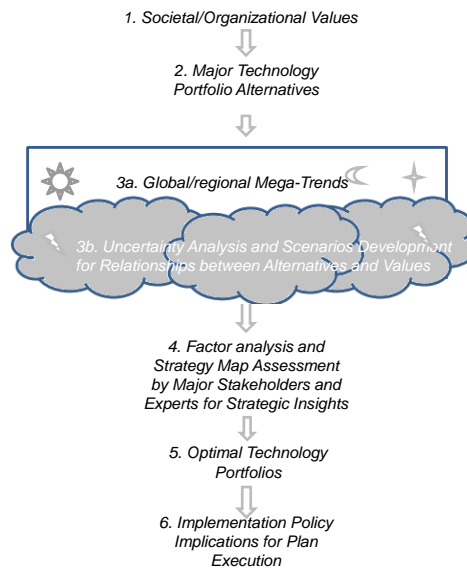 1. Societal/Organizational Values
2. Major Technology
Portfolio Alternatives
3a. Global/regional Mega-Trends
3b. Uncertainty Analysis and Scenarios Development
for Relationships between Alternatives and Values
4. Factor analysis and
Strategy Map Assessment
by Major Stakeholders and
Experts for Strategic Insights
5. Optimal Technology
Portfolios
6. Implementation Policy
Implications for Plan
Execution